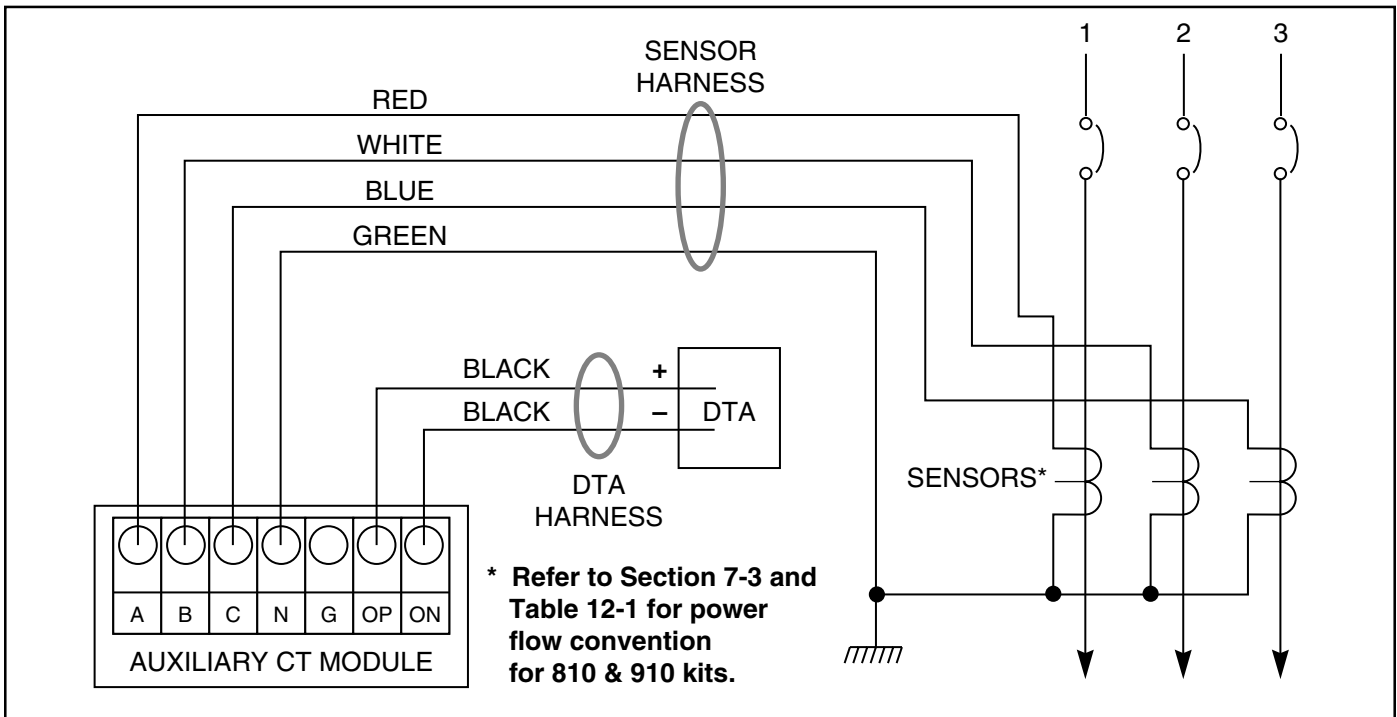 1 2 3
SENSOR
HARNESS
RED
WHITE
BLUE
GREEN
BLACK +
BLACK – DTA
DTA
HARNESS
SENSORS*
A B C N G OP ON
AUXILIARY CT MODULE
* Refer to Section 7-3 and
Table 12-1 for power
flow convention
for 810 & 910 kits.